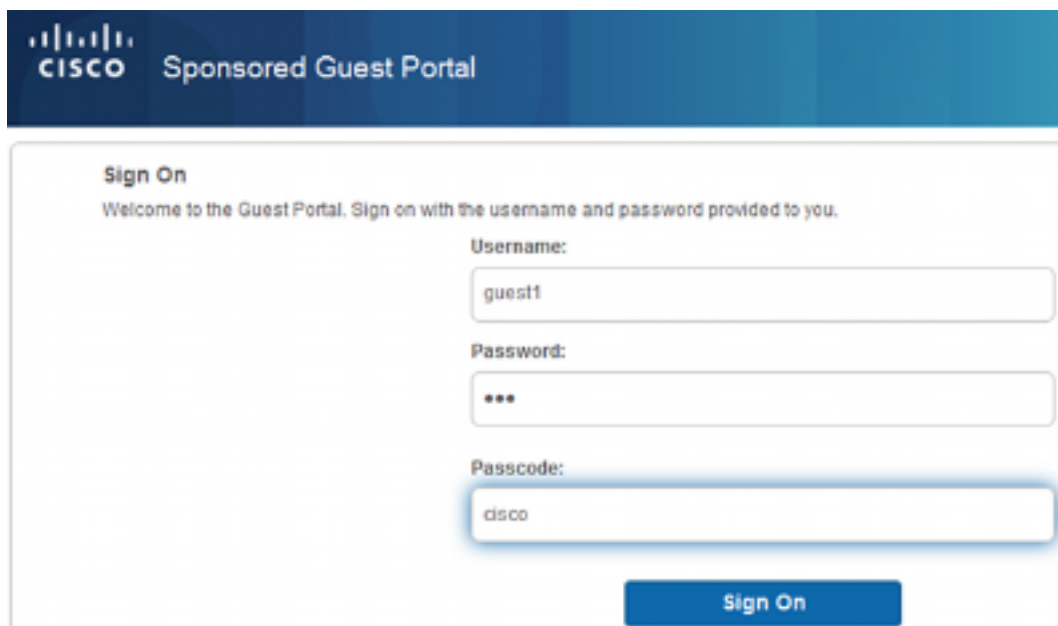 CISCO Sponsored Guest Portal
Sign On
Welcome to the Guest Portal. Sign on with the username and password provided to you.
Username:
guest1
Password:
•••
Passcode:
cisco
Sign On